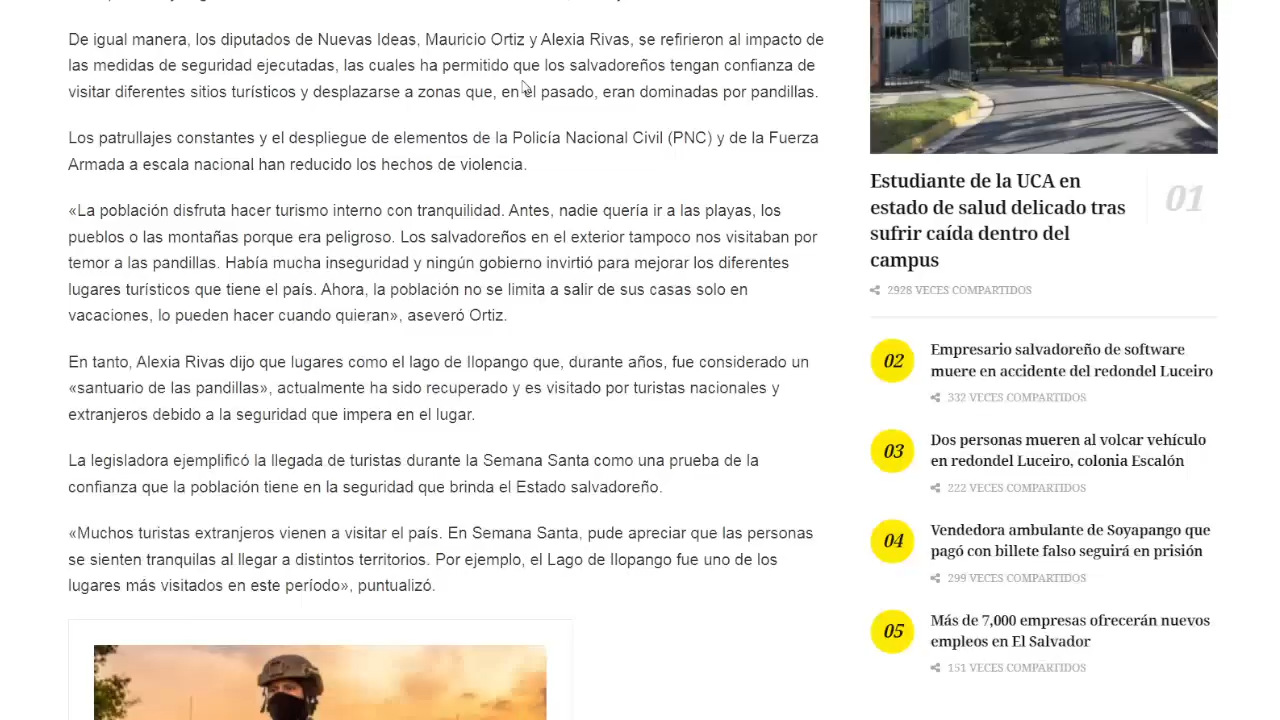 De igual manera, los diputados de Nuevas Ideas, Mauricio Ortiz y Alexia Rivas, se refirieron al impacto de
las medidas de seguridad ejecutadas, las cuales ha permitido que los salvadoreños tengan confianza de
visitar diferentes sitios turísticos y desplazarse a zonas que, en el pasado, eran dominadas por pandillas.
Los patrullajes constantes y el despliegue de elementos de la Policía Nacional Civil (PNC) y de la Fuerza
Armada a escala nacional han reducido los hechos de violencia.
«La población disfruta hacer turismo interno con tranquilidad. Antes, nadie quería ir a las playas, los
pueblos o las montañas porque era peligroso. Los salvadoreños en el exterior tampoco nos visitaban por
temor a las pandillas. Había mucha inseguridad y ningún gobierno invirtió para mejorar los diferentes
lugares turísticos que tiene el país. Ahora, la población no se limita a salir de sus casas solo en
vacaciones, lo pueden hacer cuando quieran», aseveró Ortiz.
En tanto, Alexia Rivas dijo que lugares como el lago de Ilopango que, durante años, fue considerado un
«santuario de las pandillas», actualmente ha sido recuperado y es visitado por turistas nacionales y
extranjeros debido a la seguridad que impera en el lugar.
La legisladora ejemplificó la llegada de turistas durante la Semana Santa como una prueba de la
confianza que la población tiene en la seguridad que brinda el Estado salvadoreño.
«Muchos turistas extranjeros vienen a visitar el país. En Semana Santa, pude apreciar que las personas
se sienten tranquilas al llegar a distintos territorios. Por ejemplo, el Lago de Ilopango fue uno de los
lugares más visitados en este período», puntualizó.
Estudiante de la UCA en
estado de salud delicado tras
sufrir caída dentro del
campus
01
2928 VECES COMPARTIDOS
02
Empresario salvadoreño de software
muere en accidente del redondel Luceiro
332 VECES COMPARTIDOS
03
Dos personas mueren al volcar vehículo
en redondel Luceiro, colonia Escalón
222 VECES COMPARTIDOS
04
Vendedora ambulante de Soyapango que
pagó con billete falso seguirá en prisión
299 VECES COMPARTIDOS
05
Más de 7,000 empresas ofrecerán nuevos
empleos en El Salvador
151 VECES COMPARTIDOS